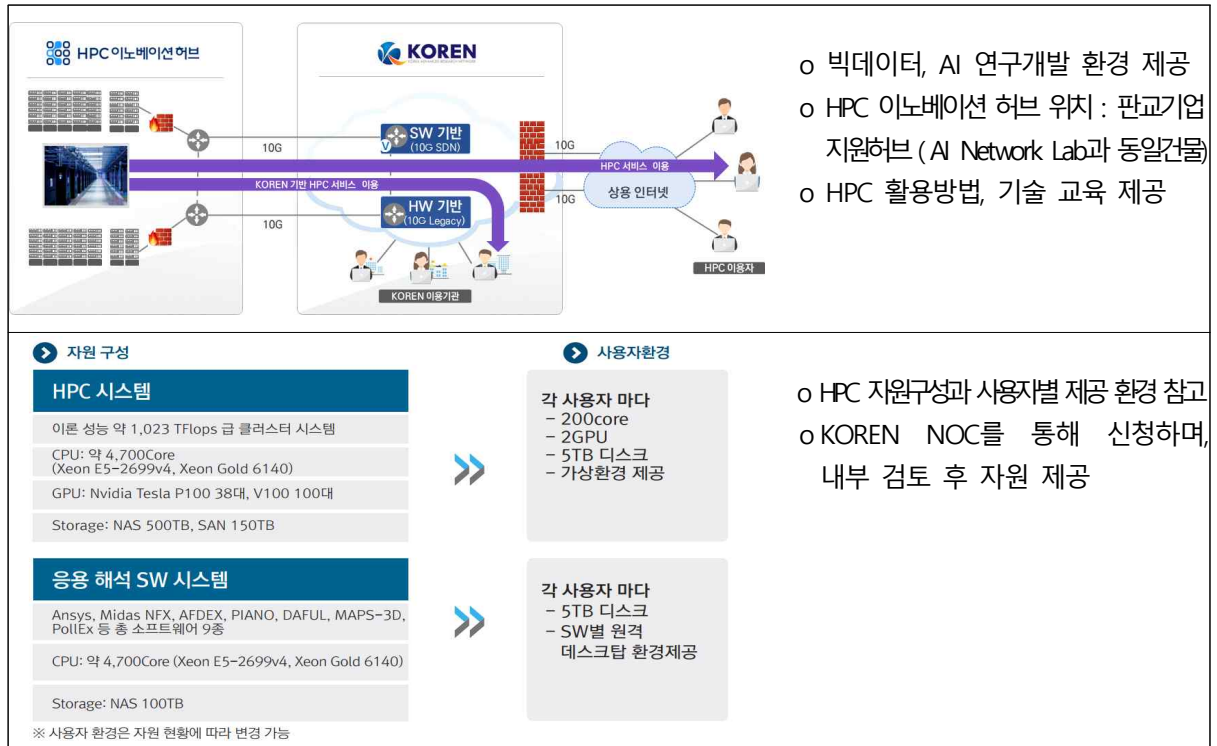 HPC 이노베이션 허브
KOREN
SW 기반
(10G SDN)
10G
10G
HPC 서비스 이용
KOREN 기반 HPC 서비스 이용
상용 인터넷
HW 기반
(10G Legacy)
10G
10G
HPC 이용자
KOREN 이용기관
o 빅데이터, AI 연구개발 환경 제공
o HPC 이노베이션 허브 위치 : 판교기업
지원허브 ( AI Network Lab과 동일건물)
o HPC 활용방법, 기술 교육 제공
자원 구성
HPC 시스템
이론 성능 약 1,023 TFlops 급 클러스터 시스템
CPU: 약 4,700Core
(Xeon E5-2699v4, Xeon Gold 6140)
GPU: Nvidia Tesla P100 38대, V100 100대
Storage: NAS 500TB, SAN 150TB
응용 해석 SW 시스템
Ansys, Midas NFX, AFDEX, PIANO, DAFUL, MAPS-3D,
PollEx 등 총 소프트웨어 9종
CPU: 약 4,700Core (Xeon E5-2699v4, Xeon Gold 6140)
Storage: NAS 100TB
※ 사용자 환경은 자원 현황에 따라 변경 가능
사용자환경
각 사용자 마다
- 200core
- 2GPU
- 5TB 디스크
- 가상환경 제공
각 사용자 마다
- 5TB 디스크
- SW별 원격
데스크탑 환경제공
o HPC 자원구성과 사용자별 제공 환경 참고
o KOREN NOC를 통해 신청하며,
내부 검토 후 자원 제공